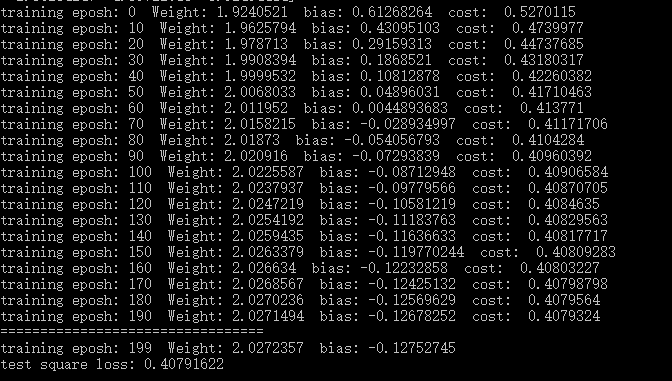 training eposh: 0  Weight: 1.9240521  bias: 0.61268264  cost:  0.5270115
training eposh: 10  Weight: 1.9625794  bias: 0.43095103  cost:  0.4739977
training eposh: 20  Weight: 1.978713  bias: 0.29159313  cost:  0.44737685
training eposh: 30  Weight: 1.9908394  bias: 0.1868521  cost:  0.43180317
training eposh: 40  Weight: 1.9999532  bias: 0.10812878  cost:  0.42260382
training eposh: 50  Weight: 2.0068033  bias: 0.04896031  cost:  0.41710463
training eposh: 60  Weight: 2.011952  bias: 0.0044893683  cost:  0.413771
training eposh: 70  Weight: 2.0158215  bias: -0.028934997  cost:  0.41171706
training eposh: 80  Weight: 2.01873  bias: -0.054056793  cost:  0.4104284
training eposh: 90  Weight: 2.020916  bias: -0.07293839  cost:  0.40960392
training eposh: 100  Weight: 2.0225587  bias: -0.08712948  cost:  0.40906584
training eposh: 110  Weight: 2.0237937  bias: -0.09779566  cost:  0.40870705
training eposh: 120  Weight: 2.0247219  bias: -0.10581219  cost:  0.4084635
training eposh: 130  Weight: 2.0254192  bias: -0.11183763  cost:  0.40829563
training eposh: 140  Weight: 2.0259435  bias: -0.11636633  cost:  0.40817717
training eposh: 150  Weight: 2.0263379  bias: -0.119770244  cost:  0.40809283
training eposh: 160  Weight: 2.026634  bias: -0.12232858  cost:  0.40803227
training eposh: 170  Weight: 2.0268567  bias: -0.12425132  cost:  0.40798798
training eposh: 180  Weight: 2.0270236  bias: -0.12569629  cost:  0.4079564
training eposh: 190  Weight: 2.0271494  bias: -0.12678252  cost:  0.4079324
=================================
training eposh: 199  Weight: 2.0272357  bias: -0.12752745
test square loss: 0.40791622